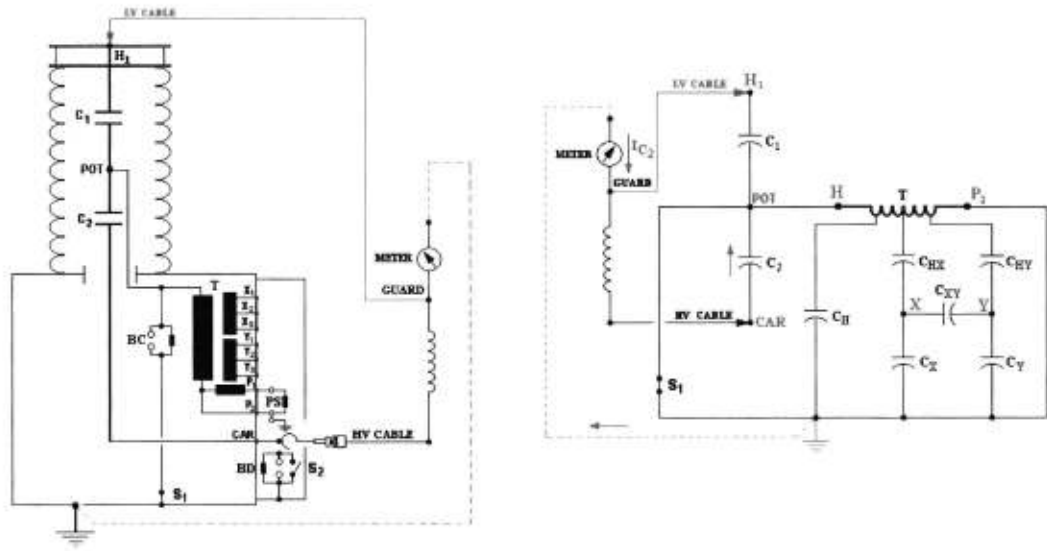 LV CABLE
H1
C1
POT
C2
METER
GUARD
T
X1
X2
X3
Y1
Y2
Y3
BC
P1
P2
PS
CAR
HV CABLE
HD
S2
S1
LV CABLE
H1
METER
IC2
C1
GUARD
POT
H
T
P2
C2
CHX
CHY
CXY
X
Y
HV CABLE
CAR
CH
CX
CY
S1